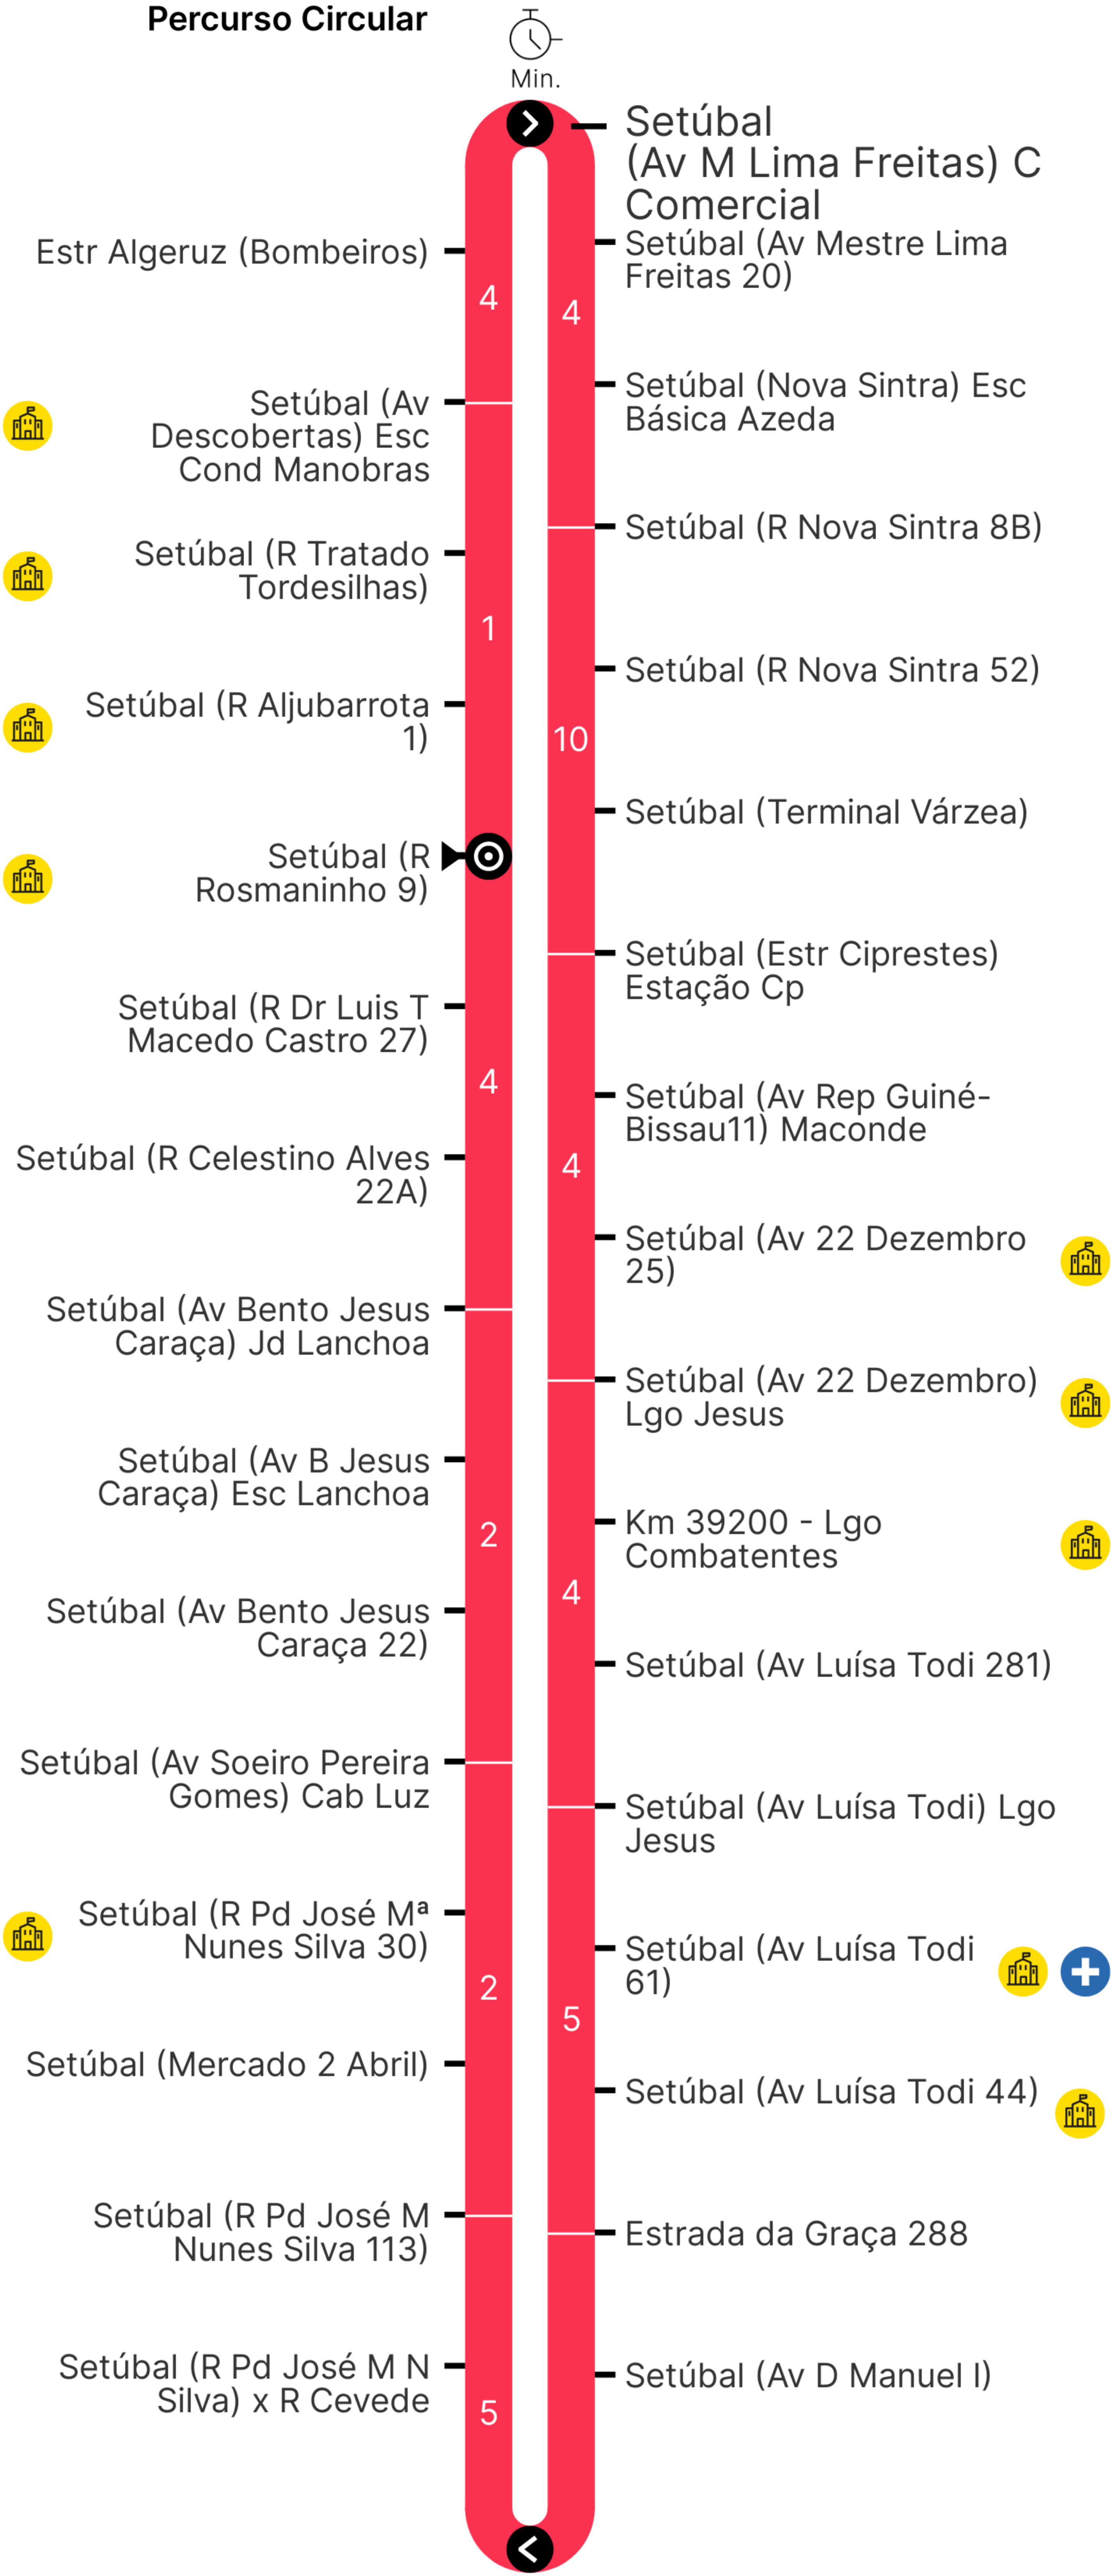 Percurso Circular
Min.
Setúbal
(Av M Lima Freitas) C
Comercial
Setúbal (Av Mestre Lima
Freitas 20)
4
Setúbal (Nova Sintra) Esc
Básica Azeda
Setúbal (R Nova Sintra 8B)
Setúbal (R Nova Sintra 52)
10
Setúbal (Terminal Várzea)
Setúbal (Estr Ciprestes)
Estação Cp
Setúbal (Av Rep Guiné-
Bissau11) Maconde
4
Setúbal (Av 22 Dezembro
25)
Setúbal (Av 22 Dezembro)
Lgo Jesus
Km 39200 - Lgo
Combatentes
4
Setúbal (Av Luísa Todi 281)
Setúbal (Av Luísa Todi) Lgo
Jesus
Setúbal (Av Luísa Todi
61)
5
Setúbal (Av Luísa Todi 44)
Estrada da Graça 288
Setúbal (Av D Manuel I)
Estr Algeruz (Bombeiros)
4
Setúbal (Av
Descobertas) Esc
Cond Manobras
Setúbal (R Tratado
Tordesilhas)
1
Setúbal (R Aljubarrota
1)
Setúbal (R
Rosmaninho 9)
Setúbal (R Dr Luis T
Macedo Castro 27)
4
Setúbal (R Celestino Alves
22A)
Setúbal (Av Bento Jesus
Caraça) Jd Lanchoa
Setúbal (Av B Jesus
Caraça) Esc Lanchoa
2
Setúbal (Av Bento Jesus
Caraça 22)
Setúbal (Av Soeiro Pereira
Gomes) Cab Luz
Setúbal (R Pd José Mª
Nunes Silva 30)
2
Setúbal (Mercado 2 Abril)
Setúbal (R Pd José M
Nunes Silva 113)
Setúbal (R Pd José M N
Silva) x R Cevede
5